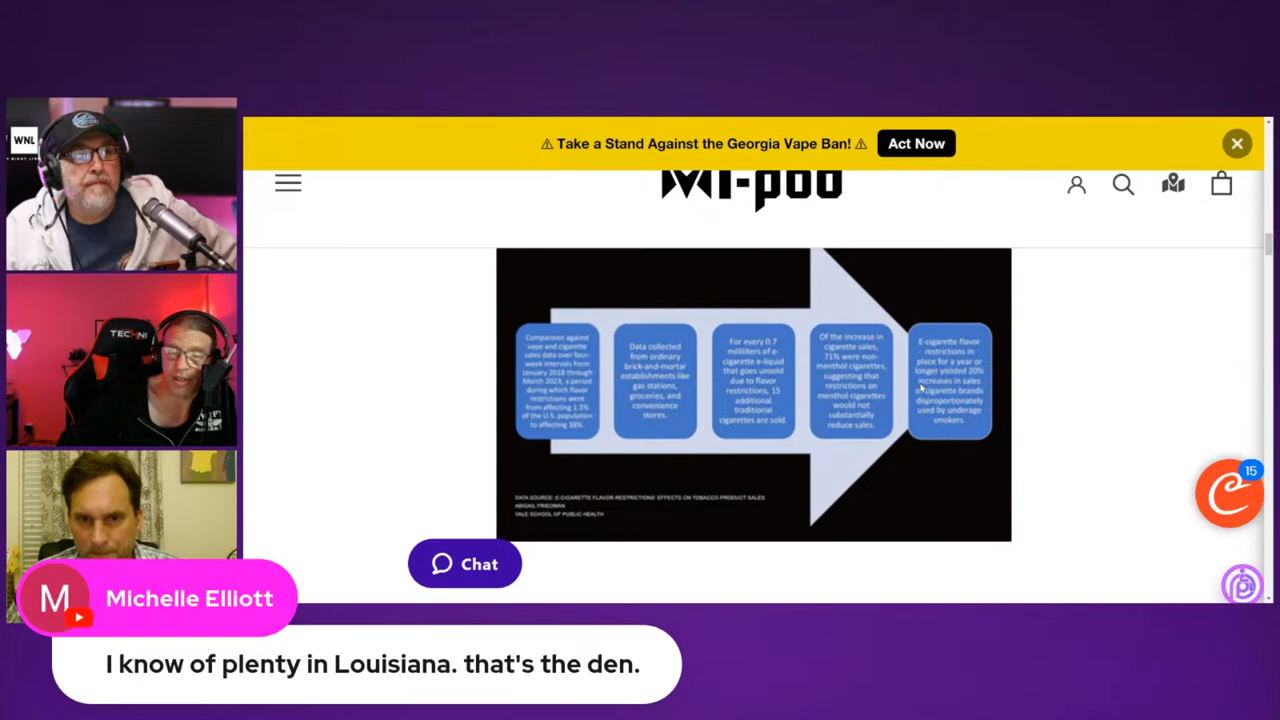 WNL
Y NIGHT LIV
TECHNI
⚠ Take a Stand Against the Georgia Vape Ban! ⚠
Act Now
Mi-pod
Comparison against
vape and cigarette
sales data over four-
week intervals from
January 2018 through
March 2023, a period
during which flavor
restrictions went
from affecting 1.3%
of the U.S. population
to affecting 38%.
Data collected
from ordinary
brick-and-mortar
establishments like
gas stations,
groceries, and
convenience
stores.
For every 0.7
milliliters of e-
cigarette e-liquid
that goes unsold
due to flavor
restrictions, 15
additional
traditional
cigarettes are sold.
Of the increase in
cigarette sales,
71% were non-
menthol cigarettes,
suggesting that
restrictions on
menthol cigarettes
would not
substantially
reduce sales.
E-cigarette flavor
restrictions in
place for a year or
longer yielded 20%
increases in sales
cigarette brands
disproportionately
used by underage
smokers.
DATA SOURCE: E-CIGARETTE FLAVOR RESTRICTIONS' EFFECTS ON TOBACCO PRODUCT SALES
ABIGAIL FRIEDMAN
YALE SCHOOL OF PUBLIC HEALTH
15
Chat
M
Michelle Elliott
I know of plenty in Louisiana. that's the den.